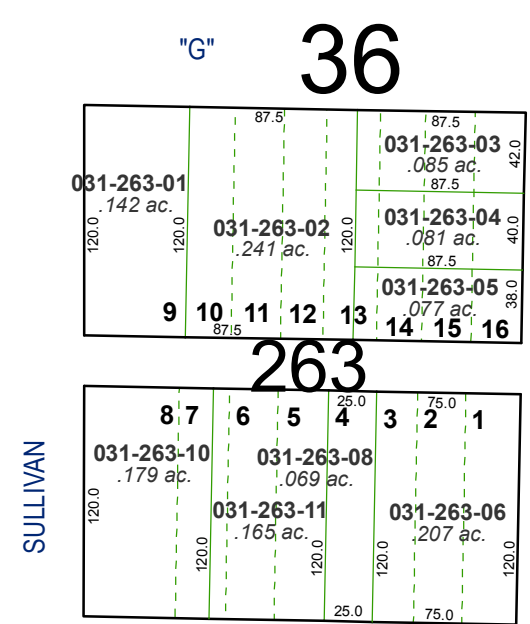 "G"
36
87.5
87.5
031-263-03
.085 ac.
42.0
87.5
031-263-01
.142 ac.
120.0
120.0
031-263-02
.241 ac.
120.0
031-263-04
.081 ac.
40.0
87.5
031-263-05
.077 ac.
38.0
9 10 11 12 13 14 15 16
87.5
263
25.0
75.0
8 7 6 5 4 3 2 1
SULLIVAN
031-263-10
.179 ac.
120.0
031-263-08
.069 ac.
031-263-11
.165 ac.
031-263-06
.207 ac.
120.0
120.0
120.0
120.0
25.0
75.0